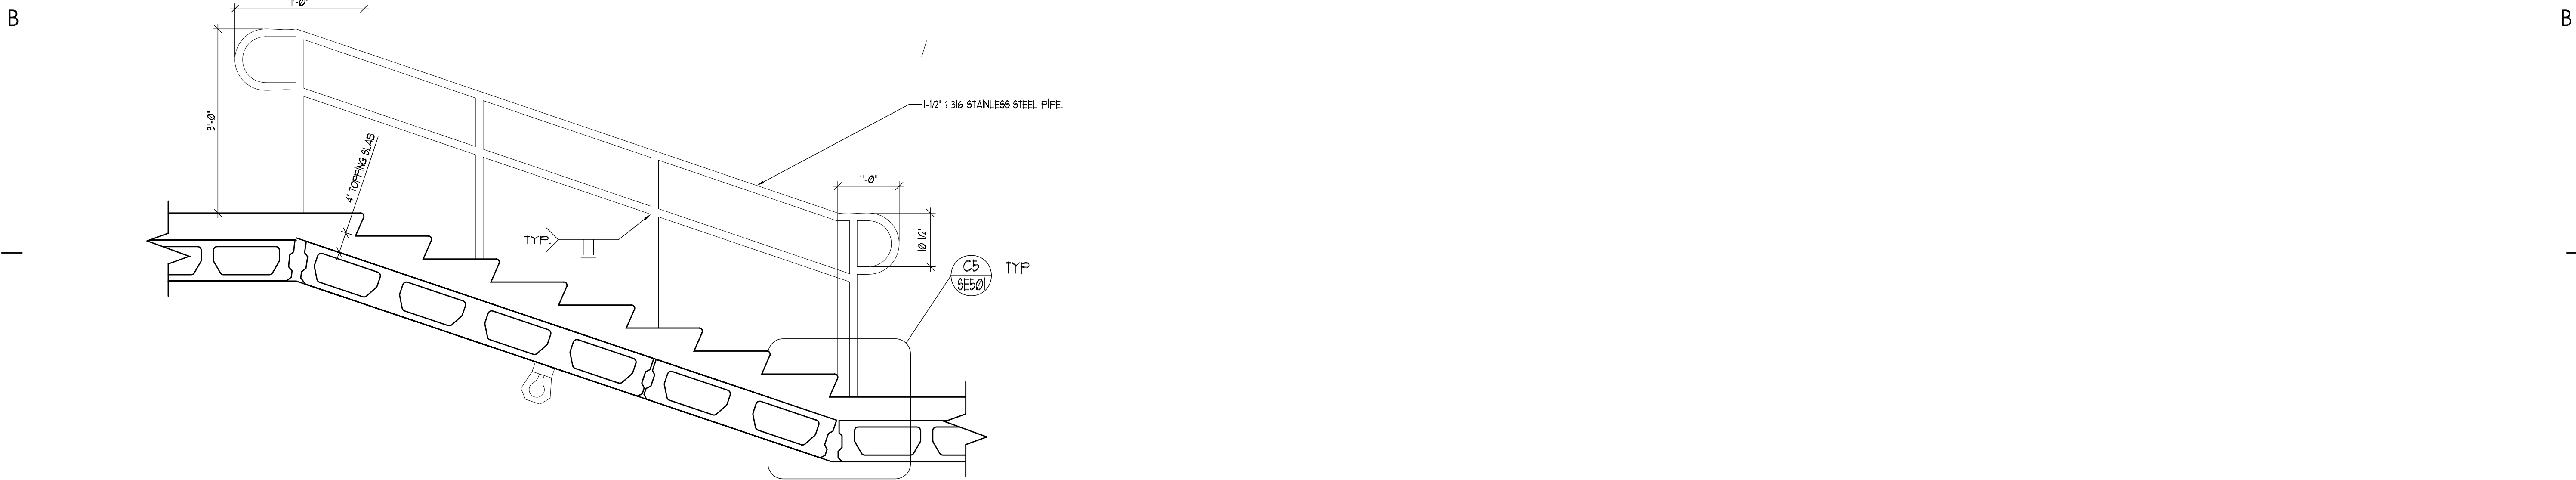 1'-0"
B
B
3'-0"
1-1/2" ? 316 STAINLESS STEEL PIPE.
4" TOPPING SLAB
1'-0"
TYP.
10 1/2"
C5
TYP
SE501